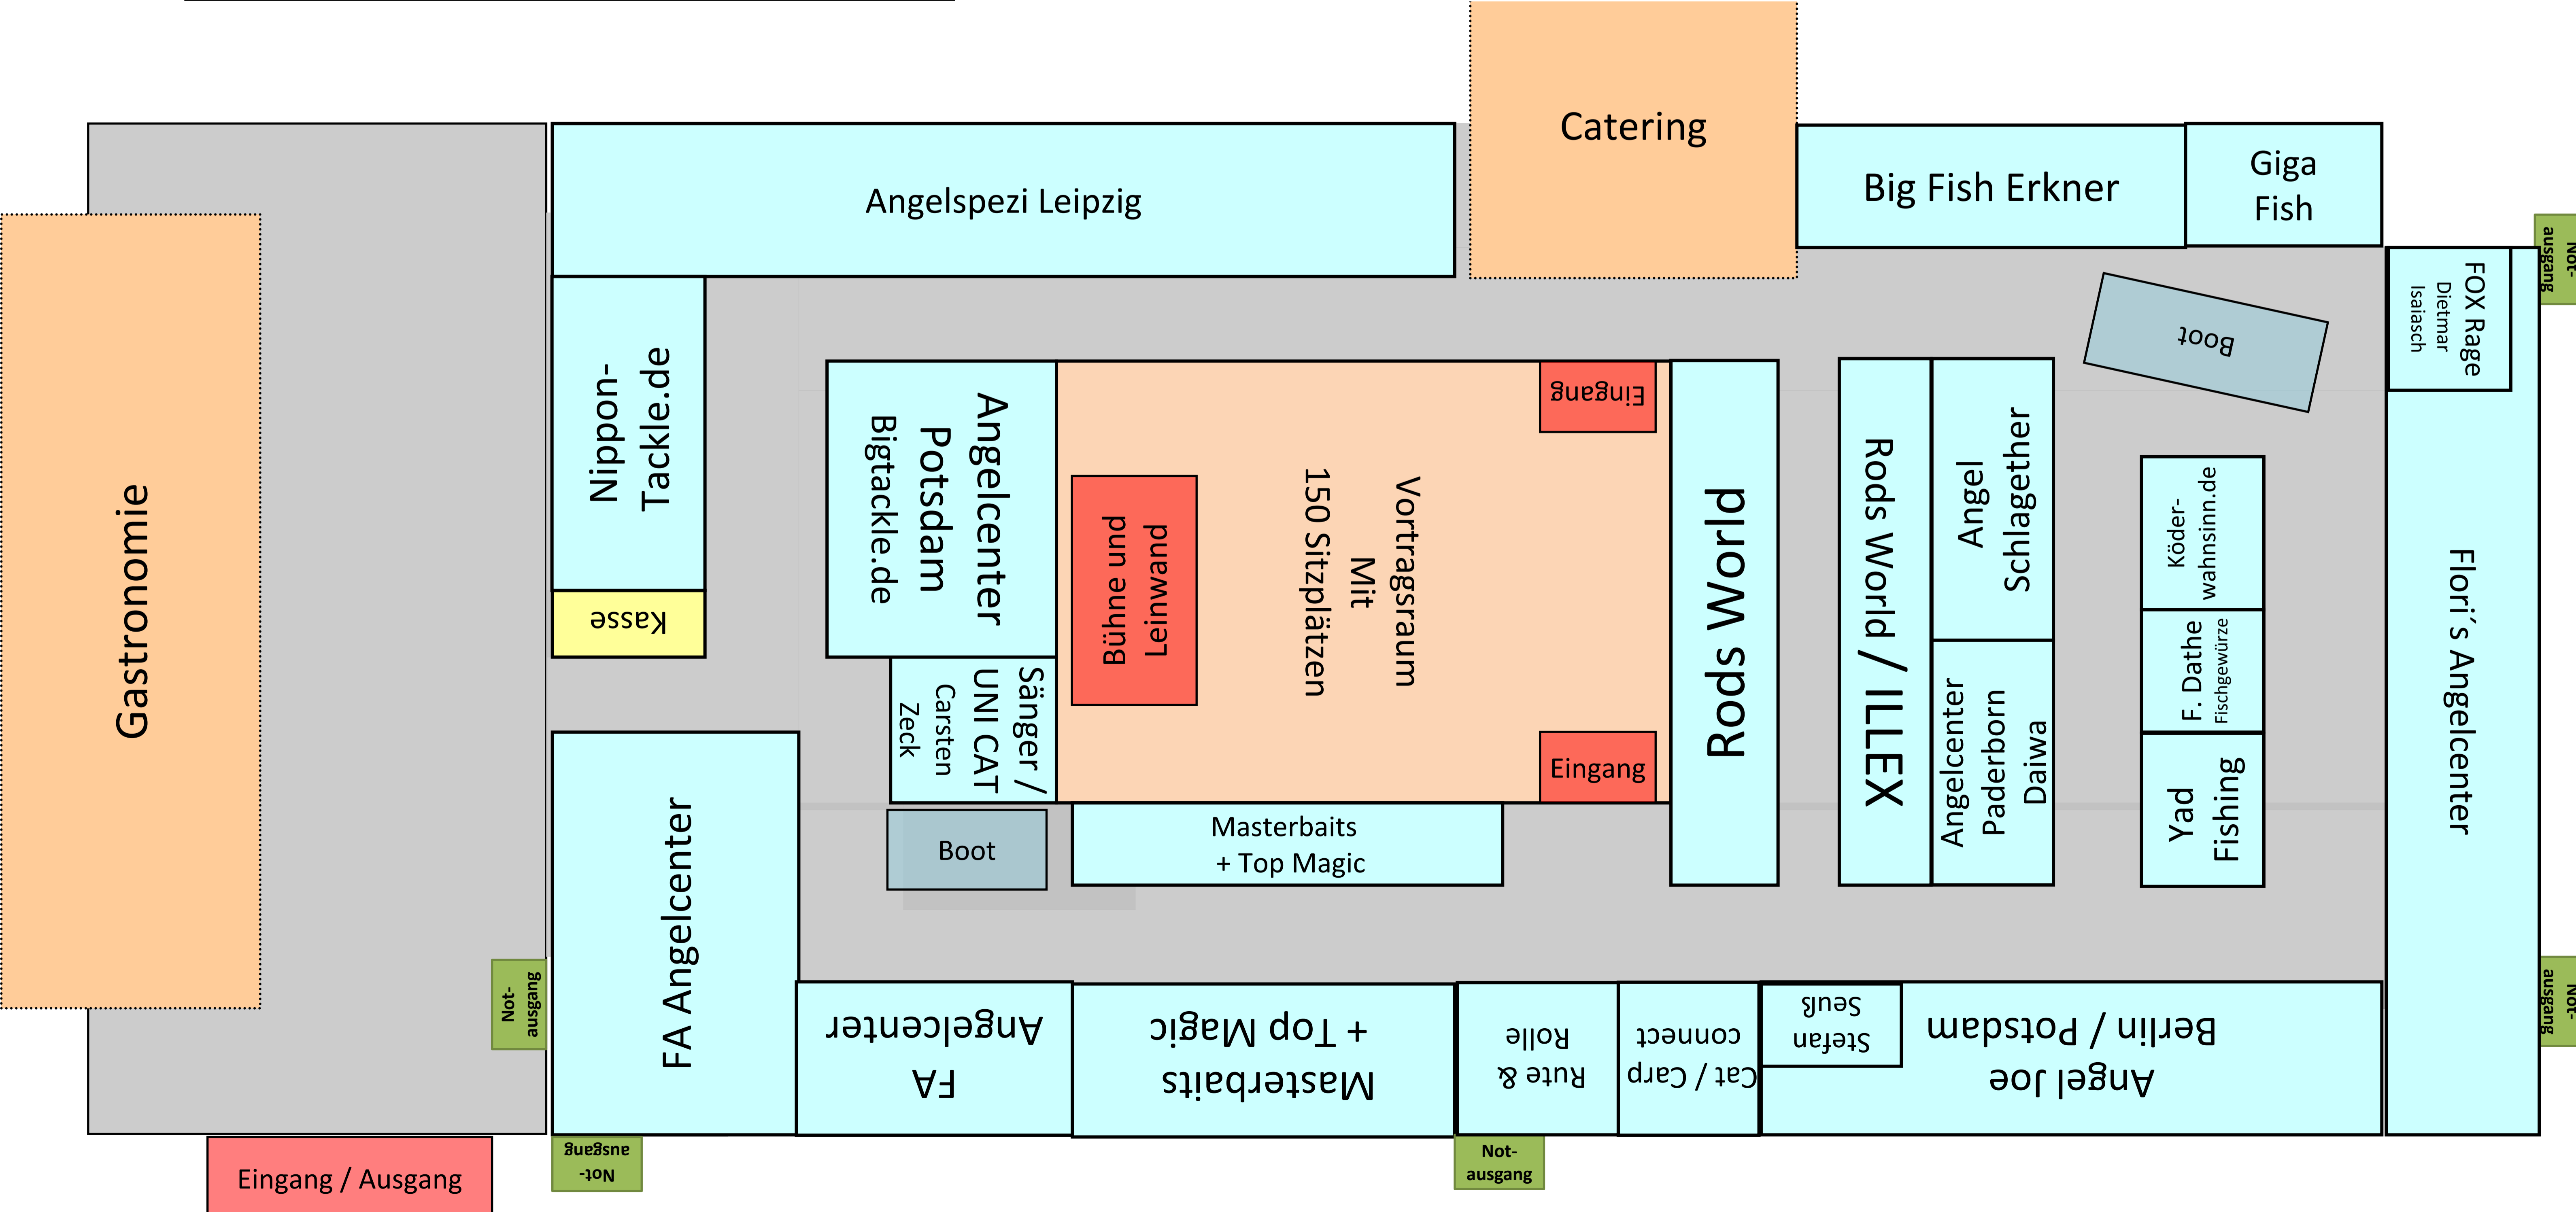 Catering
Angelspezi Leipzig
Big Fish Erkner
Giga
Fish
Not-
ausgang
FOX Rage
Dietmar
Isaiasch
Boot
Gastronomie
Nippon-
Tackle.de
Kasse
Angelcenter
Potsdam
Bigtackle.de
Sänger /
UNI CAT
Carsten
Zeck
Bühne und
Leinwand
Vortragsraum
Mit
150 Sitzplätzen
Eingang
Eingang
Rods World
Rods World / ILLEX
Angel
Schlagether
Angelcenter
Paderborn
Daiwa
Köder-
wahnsinn.de
F. Dathe
Fischgewürze
Yad
Fishing
Flori´s Angelcenter
Boot
Masterbaits
+ Top Magic
FA Angelcenter
Not-
ausgang
FA
Angelcenter
Masterbaits
+ Top Magic
Rute &
Rolle
Cat / Carp
connect
Stefan
Seuß
Angel Joe
Berlin / Potsdam
Not-
ausgang
Eingang / Ausgang
Not-
ausgang
Not-
ausgang